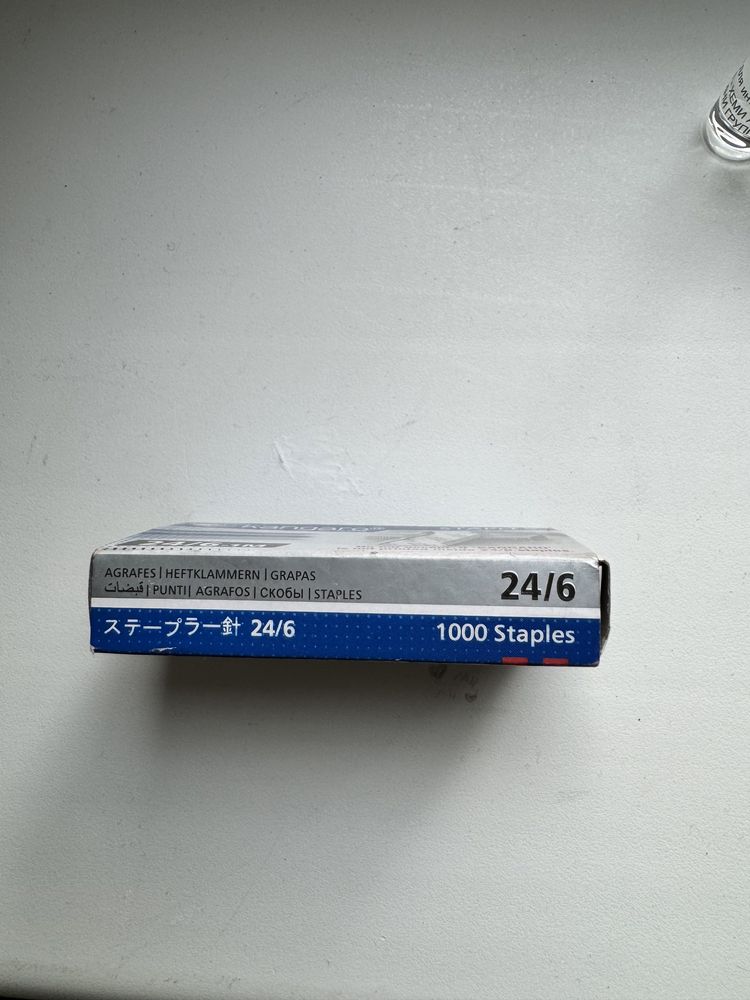 AGRAFES | HEFTKLAMMERN | GRAPAS
قبضات | PUNTI | AGRAFOS | СКОбЫ | STAPLES
24/6
ステープラー針 24/6
1000 Staples